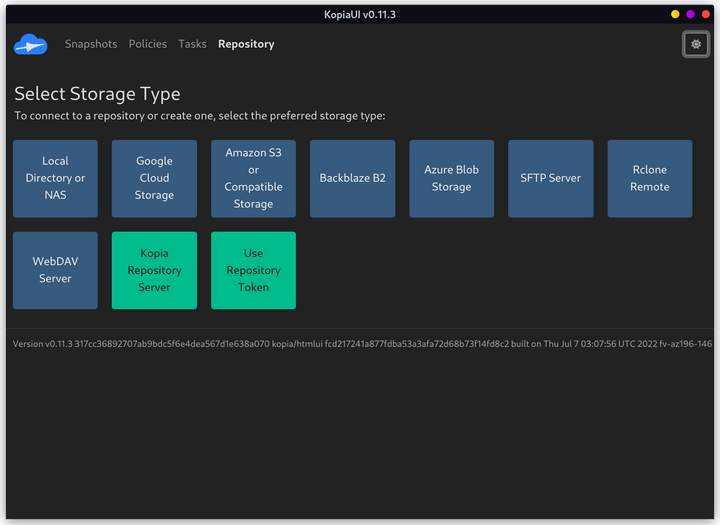 KopiaUI v0.11.3
Snapshots Policies Tasks Repository
Select Storage Type
To connect to a repository or create one, select the preferred storage type:
Local
Directory or
NAS
Google
Cloud
Storage
Amazon S3
or
Compatible
Storage
Backblaze B2
Azure Blob
Storage
SFTP Server
Rclone
Remote
WebDAV
Server
Kopia
Repository
Server
Use
Repository
Token
Version v0.11.3 317cc36892707ab9bdc5f6e4dea567d1e638a070 kopia/htmlui fcd217241a877fdba53a3afa72d68b73f14fd8c2 built on Thu Jul 7 03:07:56 UTC 2022 fv-az196-146